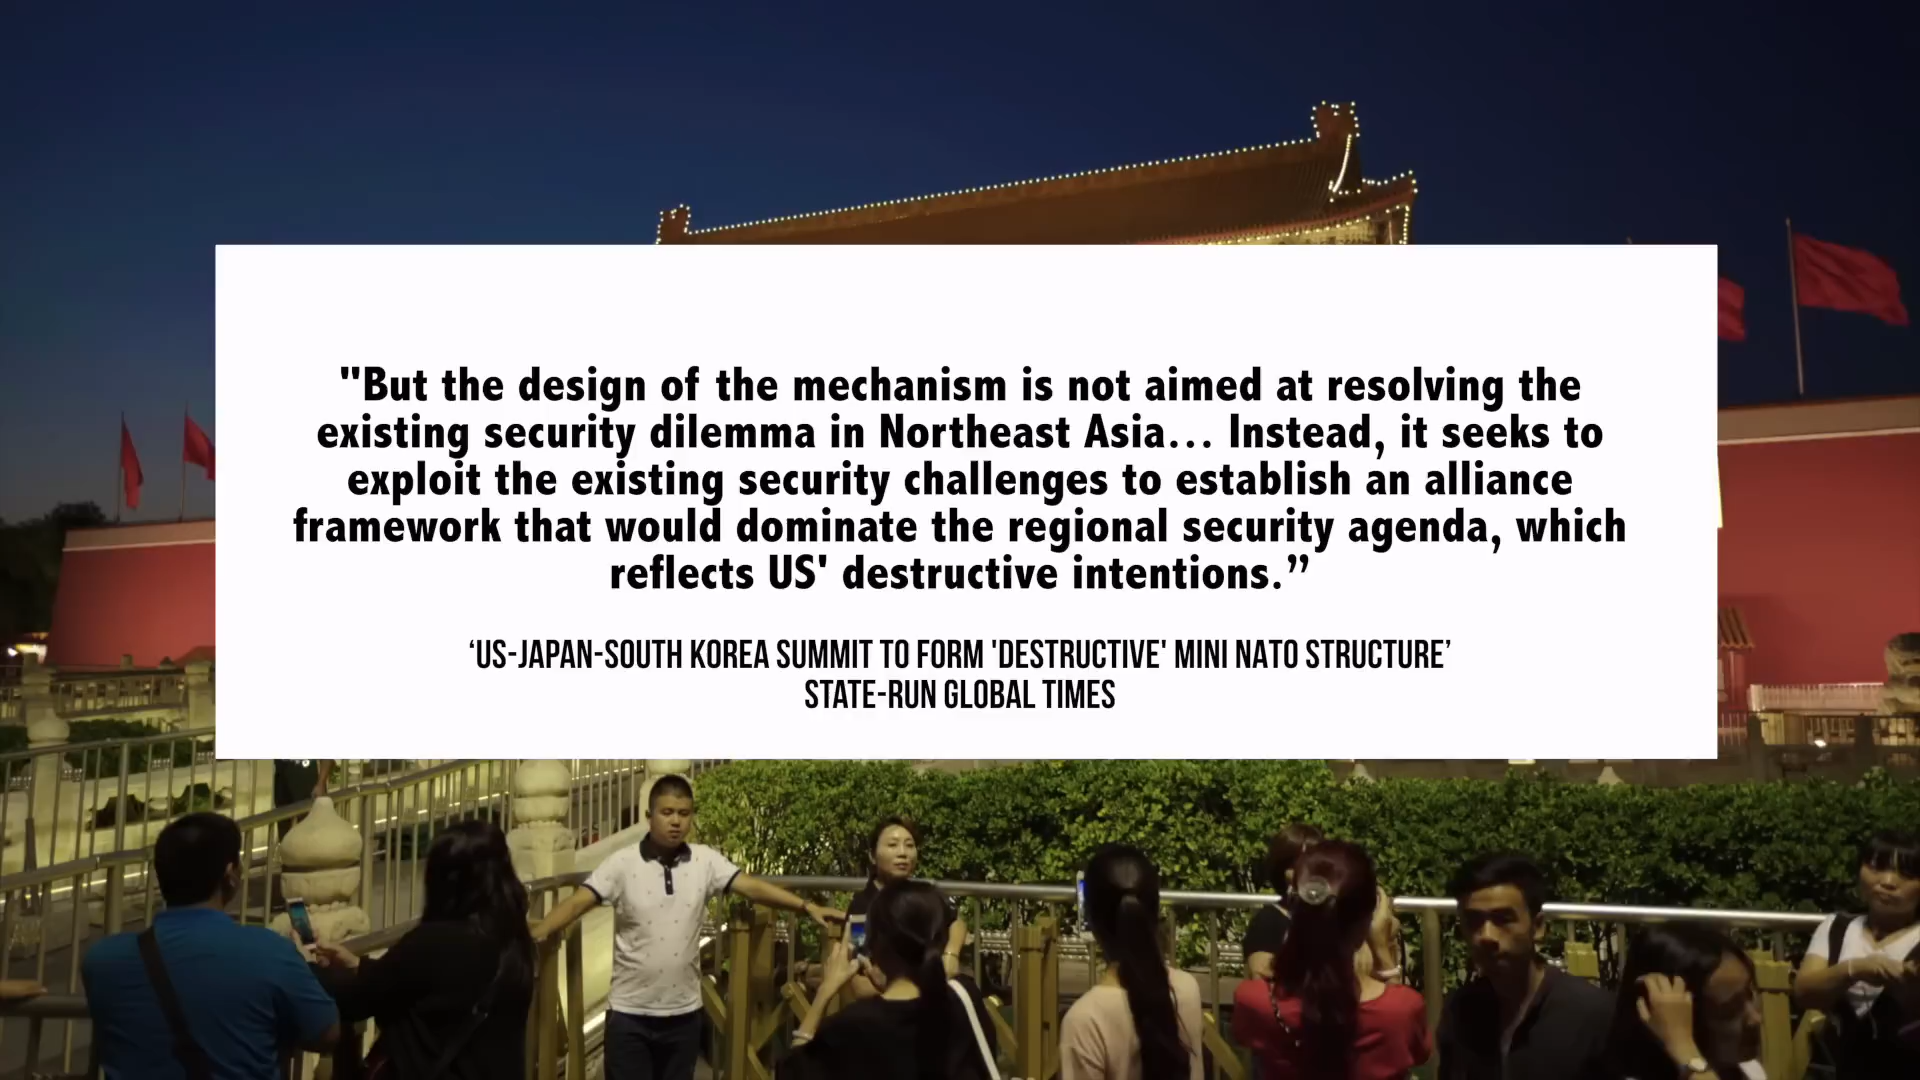 "But the design of the mechanism is not aimed at resolving the
existing security dilemma in Northeast Asia... Instead, it seeks to
exploit the existing security challenges to establish an alliance
framework that would dominate the regional security agenda, which
reflects US' destructive intentions.”
‘US-JAPAN-SOUTH KOREA SUMMIT TO FORM 'DESTRUCTIVE' MINI NATO STRUCTURE’
STATE-RUN GLOBAL TIMES